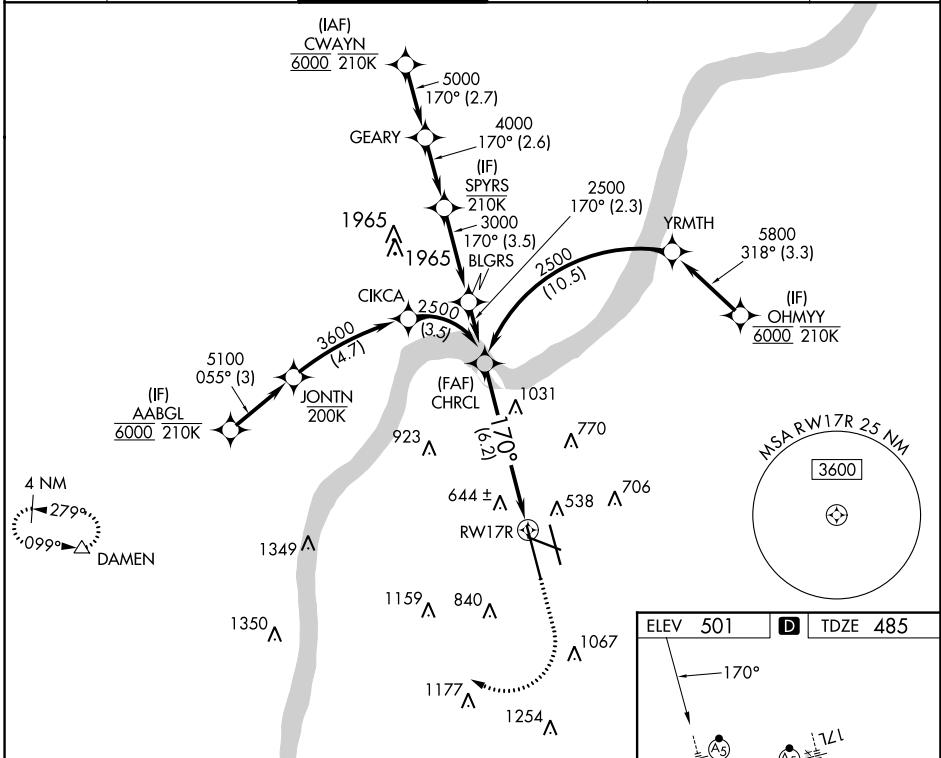 (IAF)
CWAYN
6000 210K
5000
170° (2.7)
GEARY
4000
170° (2.6)
(IF)
SPYRS
210K
2500
170° (2.3)
3000
170° (3.5)
BLGRS
1965
1965
YRMTH
5800
318° (3.3)
2500
(10.5)
(IF)
OHMYY
6000 210K
CIKCA
2500
(3.5)
3600
(4.7)
5100
055° (3)
JONTN
200K
(IF)
AABGL
6000 210K
(FAF)
CHRCL
1031
170°
(6.2)
923
770
MSA RW17R 25 NM
3600
4 NM
279°
099°
DAMEN
644 ±
538
706
RW17R
1349
1159
840
1350
1067
1177
1254
ELEV 501 D TDZE 485
170°
A5
17L